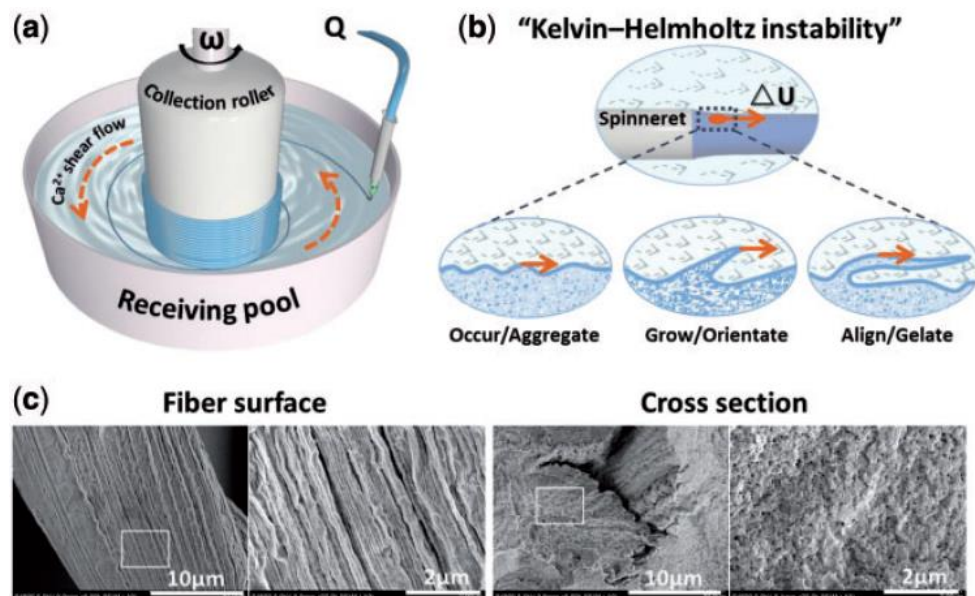 (a)
ω
Q
Collection roller
Ca²⁺ shear flow
Receiving pool
(b) “Kelvin–Helmholtz instability”
△U
Spinneret
Occur/Aggregate
Grow/Orientate
Align/Gelate
(c)
Fiber surface
Cross section
10μm
2μm
10μm
2μm